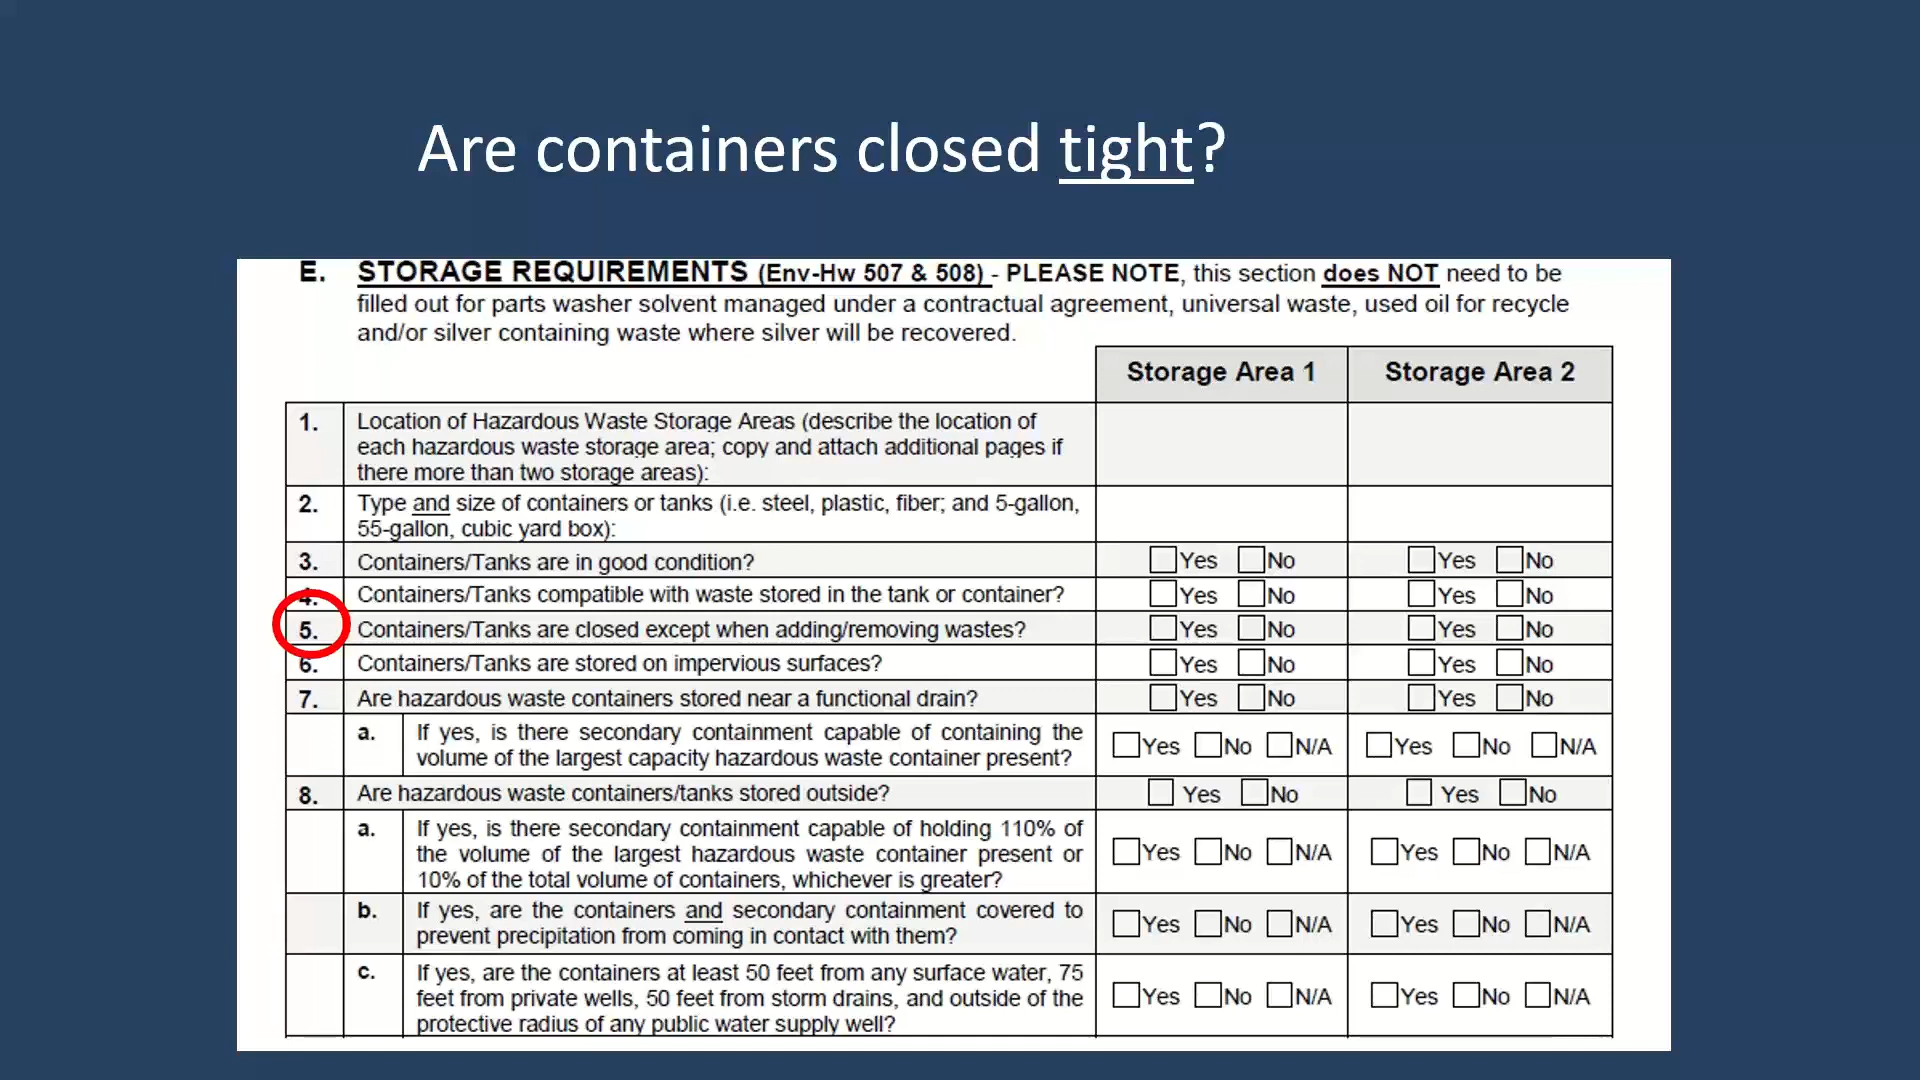 Are containers closed tight?
E. STORAGE REQUIREMENTS (Env-Hw 507 & 508) - PLEASE NOTE, this section does NOT need to be
filled out for parts washer solvent managed under a contractual agreement, universal waste, used oil for recycle
and/or silver containing waste where silver will be recovered.
Storage Area 1 Storage Area 2
1. Location of Hazardous Waste Storage Areas (describe the location of
each hazardous waste storage area; copy and attach additional pages if
there more than two storage areas):
2. Type and size of containers or tanks (i.e. steel, plastic, fiber; and 5-gallon,
55-gallon, cubic yard box):
3. Containers/Tanks are in good condition? Yes No Yes No
4. Containers/Tanks compatible with waste stored in the tank or container? Yes No Yes No
5. Containers/Tanks are closed except when adding/removing wastes? Yes No Yes No
6. Containers/Tanks are stored on impervious surfaces? Yes No Yes No
7. Are hazardous waste containers stored near a functional drain? Yes No Yes No
a. If yes, is there secondary containment capable of containing the
volume of the largest capacity hazardous waste container present? Yes No N/A Yes No N/A
8. Are hazardous waste containers/tanks stored outside? Yes No Yes No
a. If yes, is there secondary containment capable of holding 110% of
the volume of the largest hazardous waste container present or Yes No N/A Yes No N/A
10% of the total volume of containers, whichever is greater?
b. If yes, are the containers and secondary containment covered to
prevent precipitation from coming in contact with them? Yes No N/A Yes No N/A
c. If yes, are the containers at least 50 feet from any surface water, 75
feet from private wells, 50 feet from storm drains, and outside of the Yes No N/A Yes No N/A
protective radius of any public water supply well?